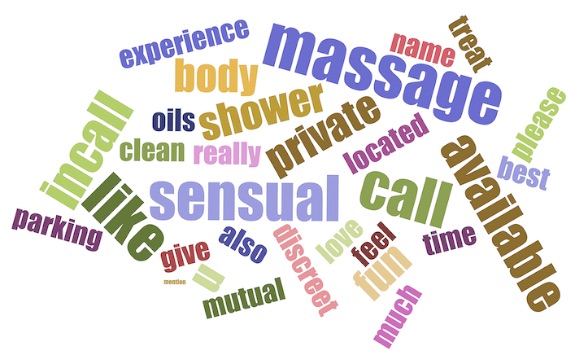 experience
massage
name
treat
body
oils
shower
private
please
incall
clean
really
located
best
available
like
sensual
call
parking
give
also
discreet
love
feel
time
u
fun
mention
mutual
much